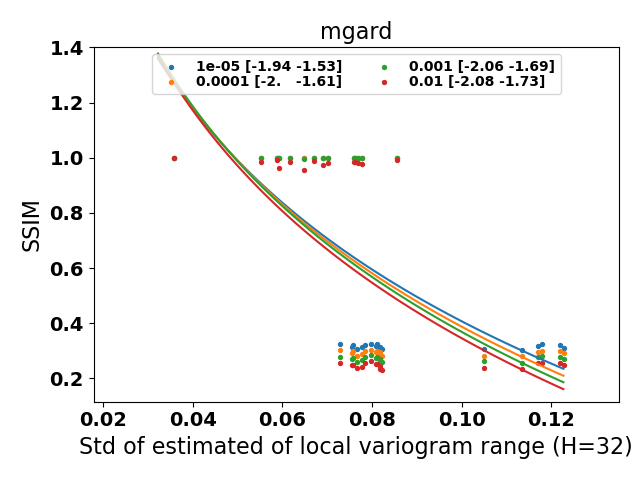 mgard
1e-05 [-1.94 -1.53]
0.0001 [-2.   -1.61]
0.001 [-2.06 -1.69]
0.01 [-2.08 -1.73]
SSIM
1.4
1.2
1.0
0.8
0.6
0.4
0.2
0.02 0.04 0.06 0.08 0.10 0.12
Std of estimated of local variogram range (H=32)